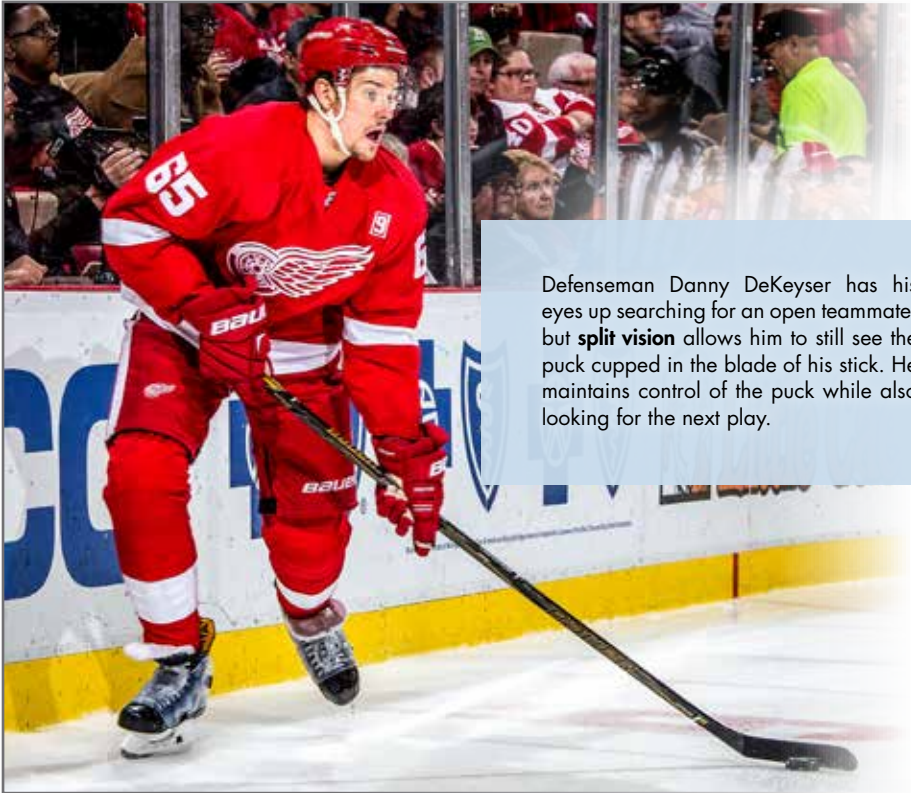 65
9
6
40
BAUER
BAUER
Defenseman Danny DeKeyser has his
eyes up searching for an open teammate
but split vision allows him to still see the
puck cupped in the blade of his stick. He
maintains control of the puck while also
looking for the next play.